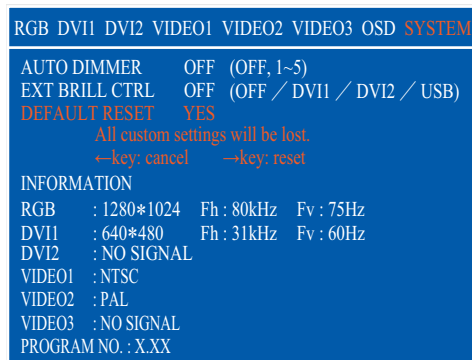 RGB DVI1 DVI2 VIDEO1 VIDEO2 VIDEO3 OSD SYSTEM
AUTO DIMMER OFF (OFF, 1~5)
EXT BRILL CTRL OFF (OFF / DVI1 / DVI2 / USB)
DEFAULT RESET YES
All custom settings will be lost.
←key: cancel →key: reset
INFORMATION
RGB : 1280*1024 Fh : 80kHz Fv : 75Hz
DVI1 : 640*480 Fh : 31kHz Fv : 60Hz
DVI2 : NO SIGNAL
VIDEO1 : NTSC
VIDEO2 : PAL
VIDEO3 : NO SIGNAL
PROGRAM NO. : X.XX